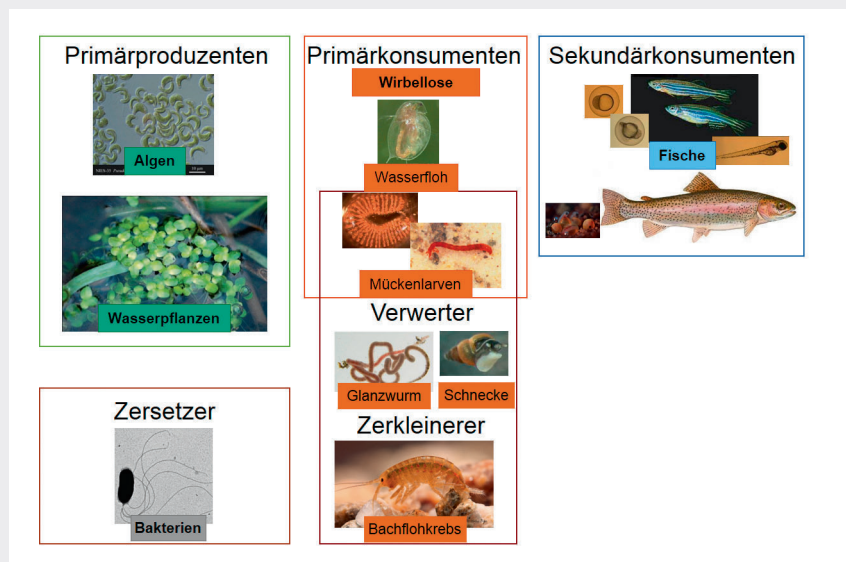 Primärproduzenten
Algen
Wasserpflanzen
Zersetzer
Bakterien
Primärkonsumenten
Wirbellose
Wasserfloh
Mückenlarven
Verwerter
Glanzwurm
Schnecke
Zerkleinerer
Bachflohkrebs
Sekundärkonsumenten
Fische